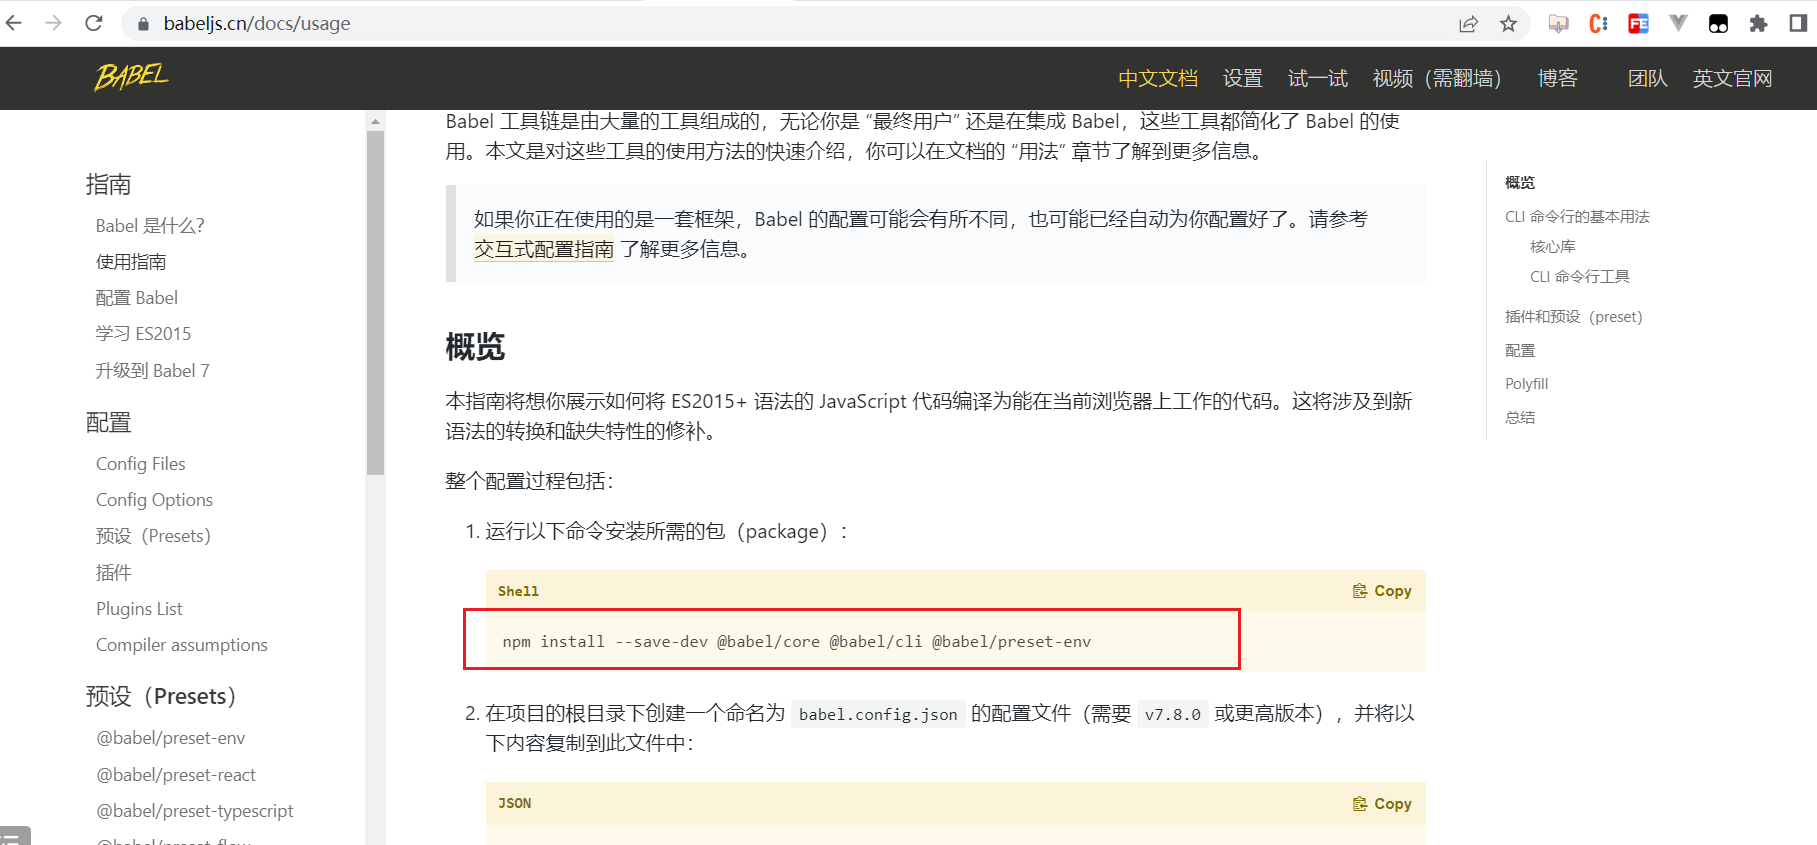 babeljs.cn/docs/usage
BABEL
中文文档 设置 试一试 视频（需翻墙） 博客 团队 英文官网
指南
Babel 是什么？
使用指南
配置 Babel
学习 ES2015
升级到 Babel 7
配置
Config Files
Config Options
预设（Presets）
插件
Plugins List
Compiler assumptions
预设（Presets）
@babel/preset-env
@babel/preset-react
@babel/preset-typescript
@babel/preset-flow
Babel 工具链是由大量的工具组成的，无论你是 “最终用户” 还是在集成 Babel，这些工具都简化了 Babel 的使
用。本文是对这些工具的使用方法的快速介绍，你可以在文档的 “用法” 章节了解到更多信息。
如果你正在使用的是一套框架，Babel 的配置可能会有所不同，也可能已经自动为你配置好了。请参考
交互式配置指南 了解更多信息。
概览
本指南将想你展示如何将 ES2015+ 语法的 JavaScript 代码编译为能在当前浏览器上工作的代码。这将涉及到新
语法的转换和缺失特性的修补。
整个配置过程包括：
1. 运行以下命令安装所需的包（package）：
Shell Copy
npm install --save-dev @babel/core @babel/cli @babel/preset-env
2. 在项目的根目录下创建一个命名为 babel.config.json 的配置文件（需要 v7.8.0 或更高版本），并将以
下内容复制到此文件中：
JSON Copy
概览
CLI 命令行的基本用法
核心库
CLI 命令行工具
插件和预设（preset）
配置
Polyfill
总结